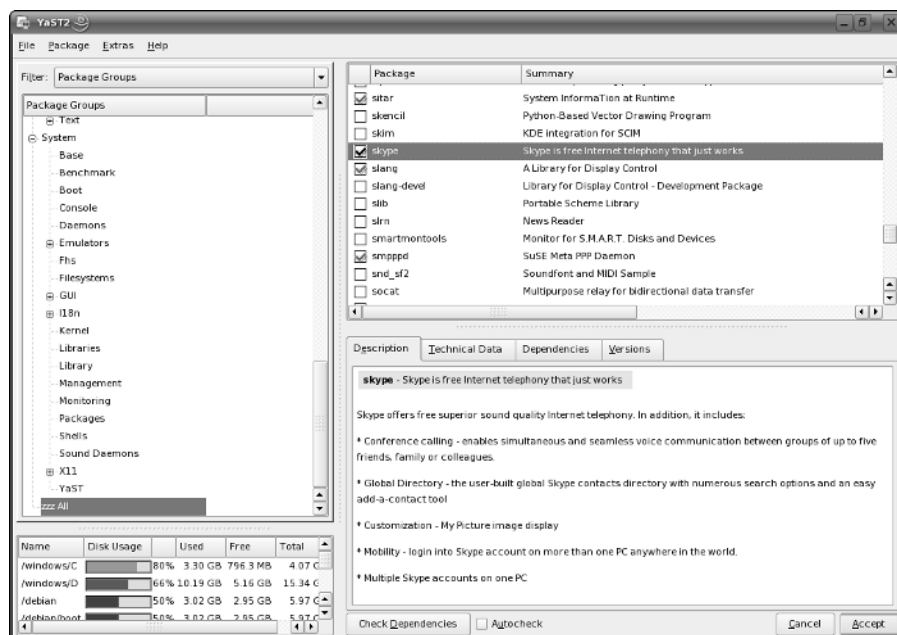 YaST2
File Package Extras Help
Filter: Package Groups
Package Groups
Text
System
Base
Benchmark
Boot
Console
Daemons
Emulators
Fhs
Filesystems
GUI
I18n
Kernel
Libraries
Library
Management
Monitoring
Packages
Shells
Sound Daemons
X11
YaST
zzz All
Name Disk Usage Used Free Total
/windows/C 80% 3.30 GB 796.3 MB 4.07 G
/windows/D 66% 10.19 GB 5.16 GB 15.34 G
/debian 50% 3.02 GB 2.95 GB 5.97 G
/debian/boot 50% 3.02 GB 2.95 GB 5.97 G
Package Summary
sitar System InformaTion at Runtime
skencil Python-Based Vector Drawing Program
skim KDE integration for SCIM
skype Skype is free Internet telephony that just works
slang A Library for Display Control
slang-devel Library for Display Control - Development Package
slib Portable Scheme Library
slrn News Reader
smartmontools Monitor for S.M.A.R.T. Disks and Devices
smpppd SuSE Meta PPP Daemon
snd_sf2 Soundfont and MIDI Sample
socat Multipurpose relay for bidirectional data transfer
Description Technical Data Dependencies Versions
skype - Skype is free Internet telephony that just works
Skype offers free superior sound quality Internet telephony. In addition, it includes:
* Conference calling - enables simultaneous and seamless voice communication between groups of up to five
friends, family or colleagues.
* Global Directory - the user-built global Skype contacts directory with numerous search options and an easy
add-a-contact tool
* Customization - My Picture image display
* Mobility - login into Skype account on more than one PC anywhere in the world.
* Multiple Skype accounts on one PC
Check Dependencies Autocheck Cancel Accept